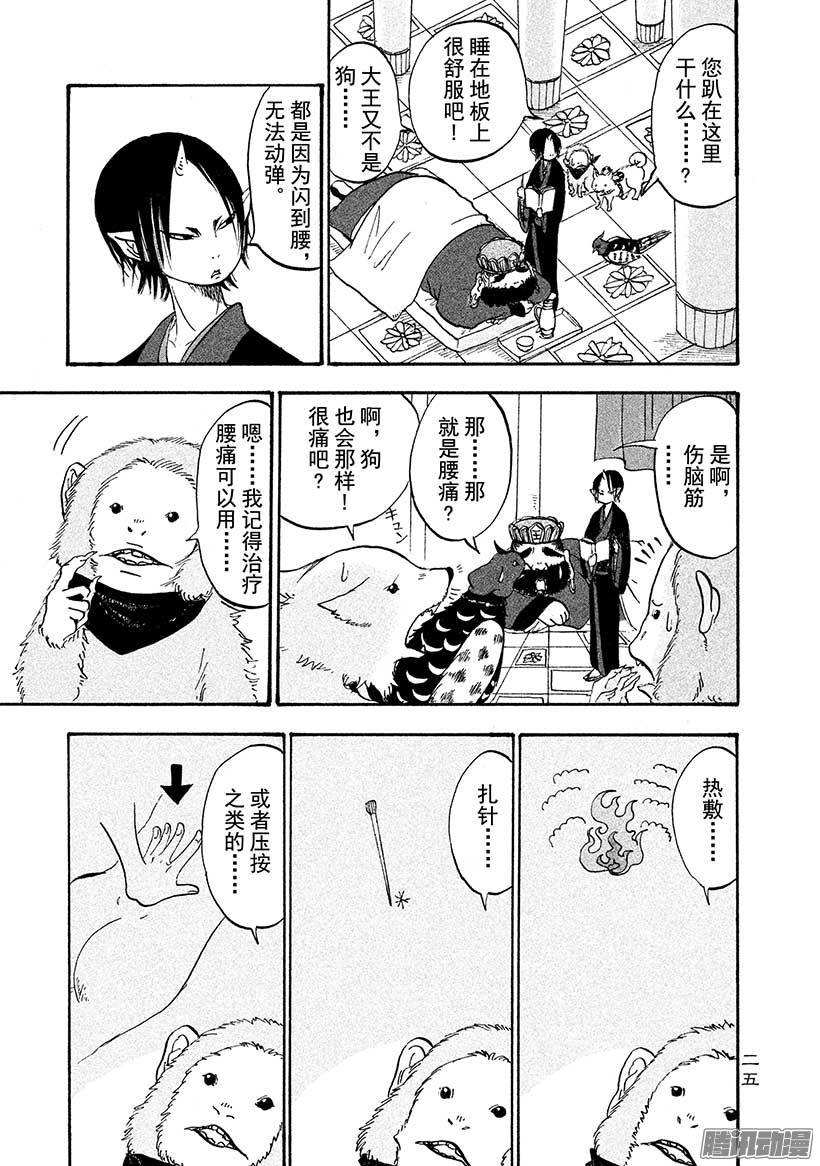 您趴在这里
干什么……?
睡在地板上
很舒服吧!
大王又不是
狗……
都是因为闪到腰，
无法动弹。
是啊，
伤脑筋
那……那
就是腰痛?
啊，狗
也会那样!
很痛吧?
キュン
王
嗯……我记得治疗
腰痛可以用……
热敷……
扎针……
或者压按
之类的……
二五
腾讯动漫